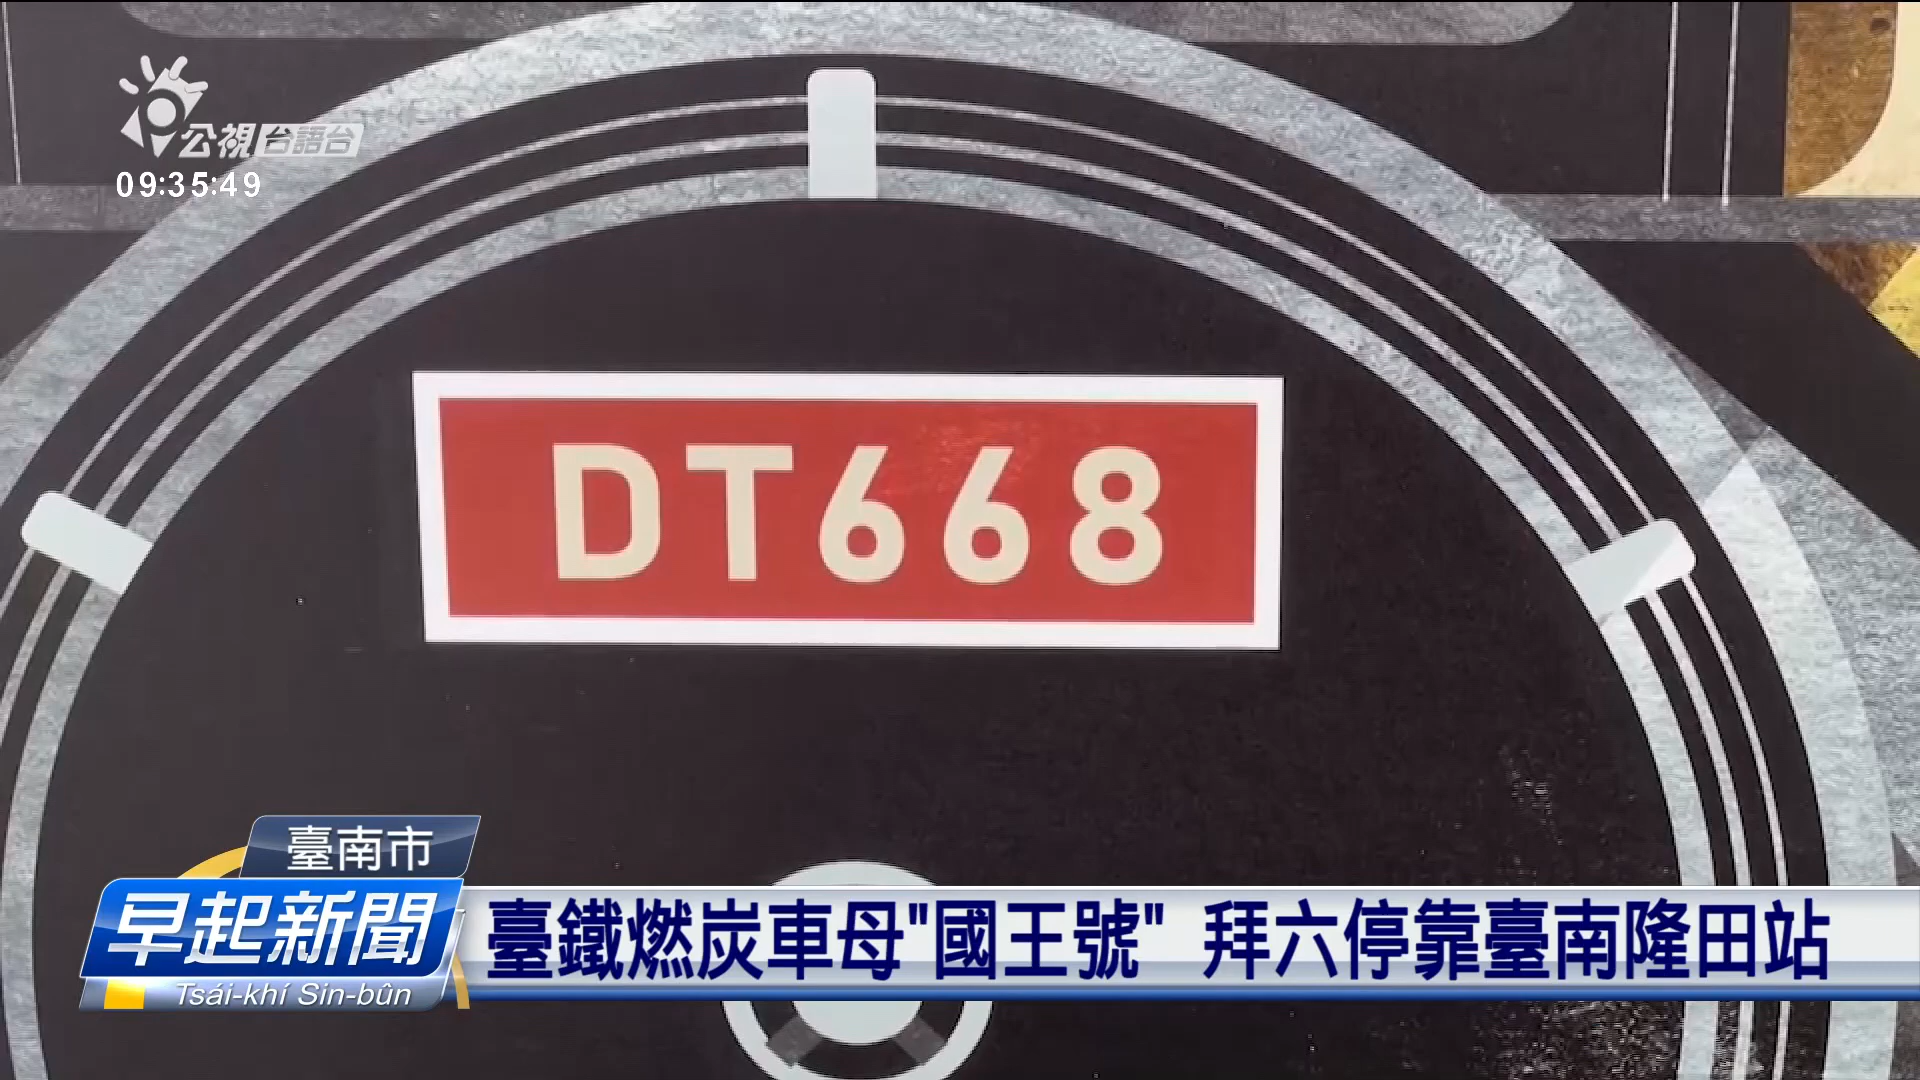 公視台語台
09:35:49
DT668
臺南市
早起新聞
Tsái-khí Sin-bûn
臺鐵燃炭車母"國王號" 拜六停靠臺南隆田站